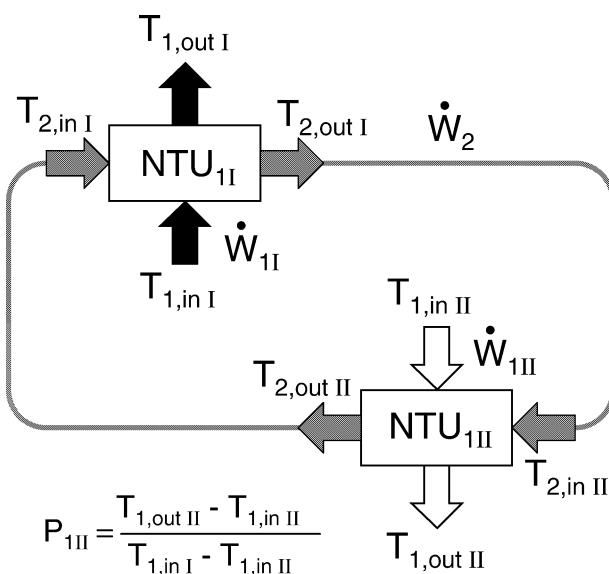 T1,out I
T2,in I
T2,out I
Ẇ2
NTU1I
Ẇ1I
T1,in I
T1,in II
Ẇ1II
T2,out II
NTU1II
T2,in II
P1II = (T1,out II - T1,in II) / (T1,in I - T1,in II)
T1,out II